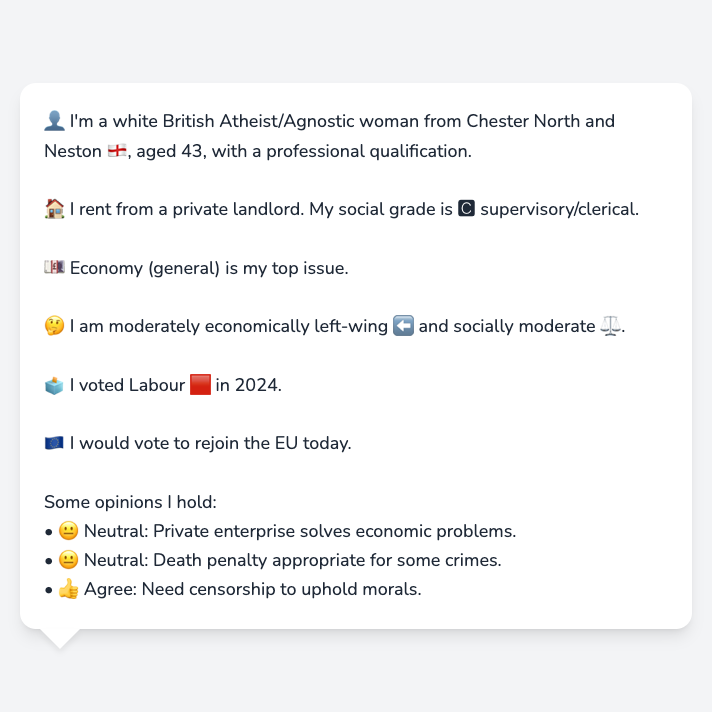 👤 I'm a white British Atheist/Agnostic woman from Chester North and
Neston 🏴󠁧󠁢󠁥󠁮󠁧󠁿, aged 43, with a professional qualification.
🏠 I rent from a private landlord. My social grade is 🅲 supervisory/clerical.
💷 Economy (general) is my top issue.
🤔 I am moderately economically left-wing ⬅️ and socially moderate ⚖️.
🗳️ I voted Labour 🟥 in 2024.
🇪🇺 I would vote to rejoin the EU today.
Some opinions I hold:
• 😐 Neutral: Private enterprise solves economic problems.
• 😐 Neutral: Death penalty appropriate for some crimes.
• 👍 Agree: Need censorship to uphold morals.